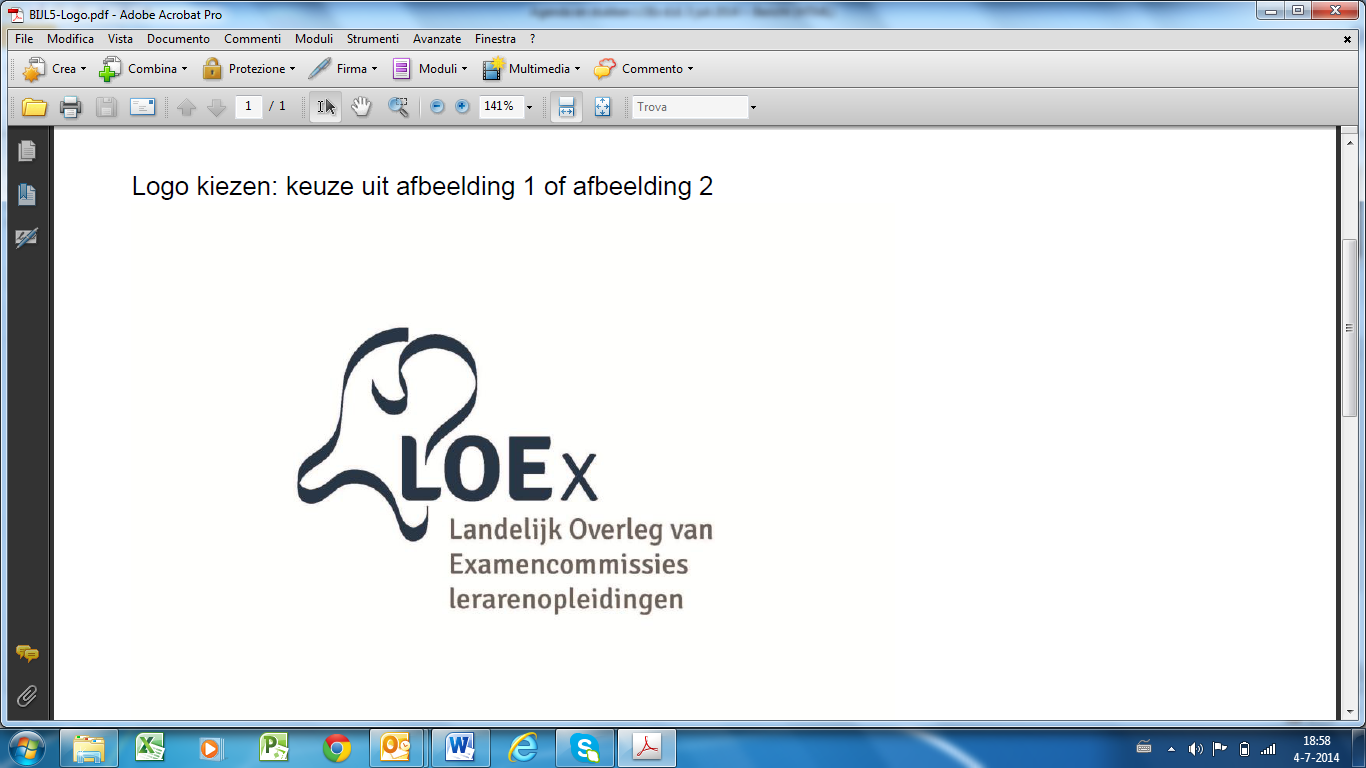 BIJL5-Logo.pdf - Adobe Acrobat Pro
File Modifica Vista Documento Commenti Moduli Strumenti Avanzate Finestra ?
Crea Combina Protezione Firma Moduli Multimedia Commento
1 / 1 141% Trova
Logo kiezen: keuze uit afbeelding 1 of afbeelding 2
LOEx
Landelijk Overleg van
Examencommissies
lerarenopleidingen
18:58
4-7-2014